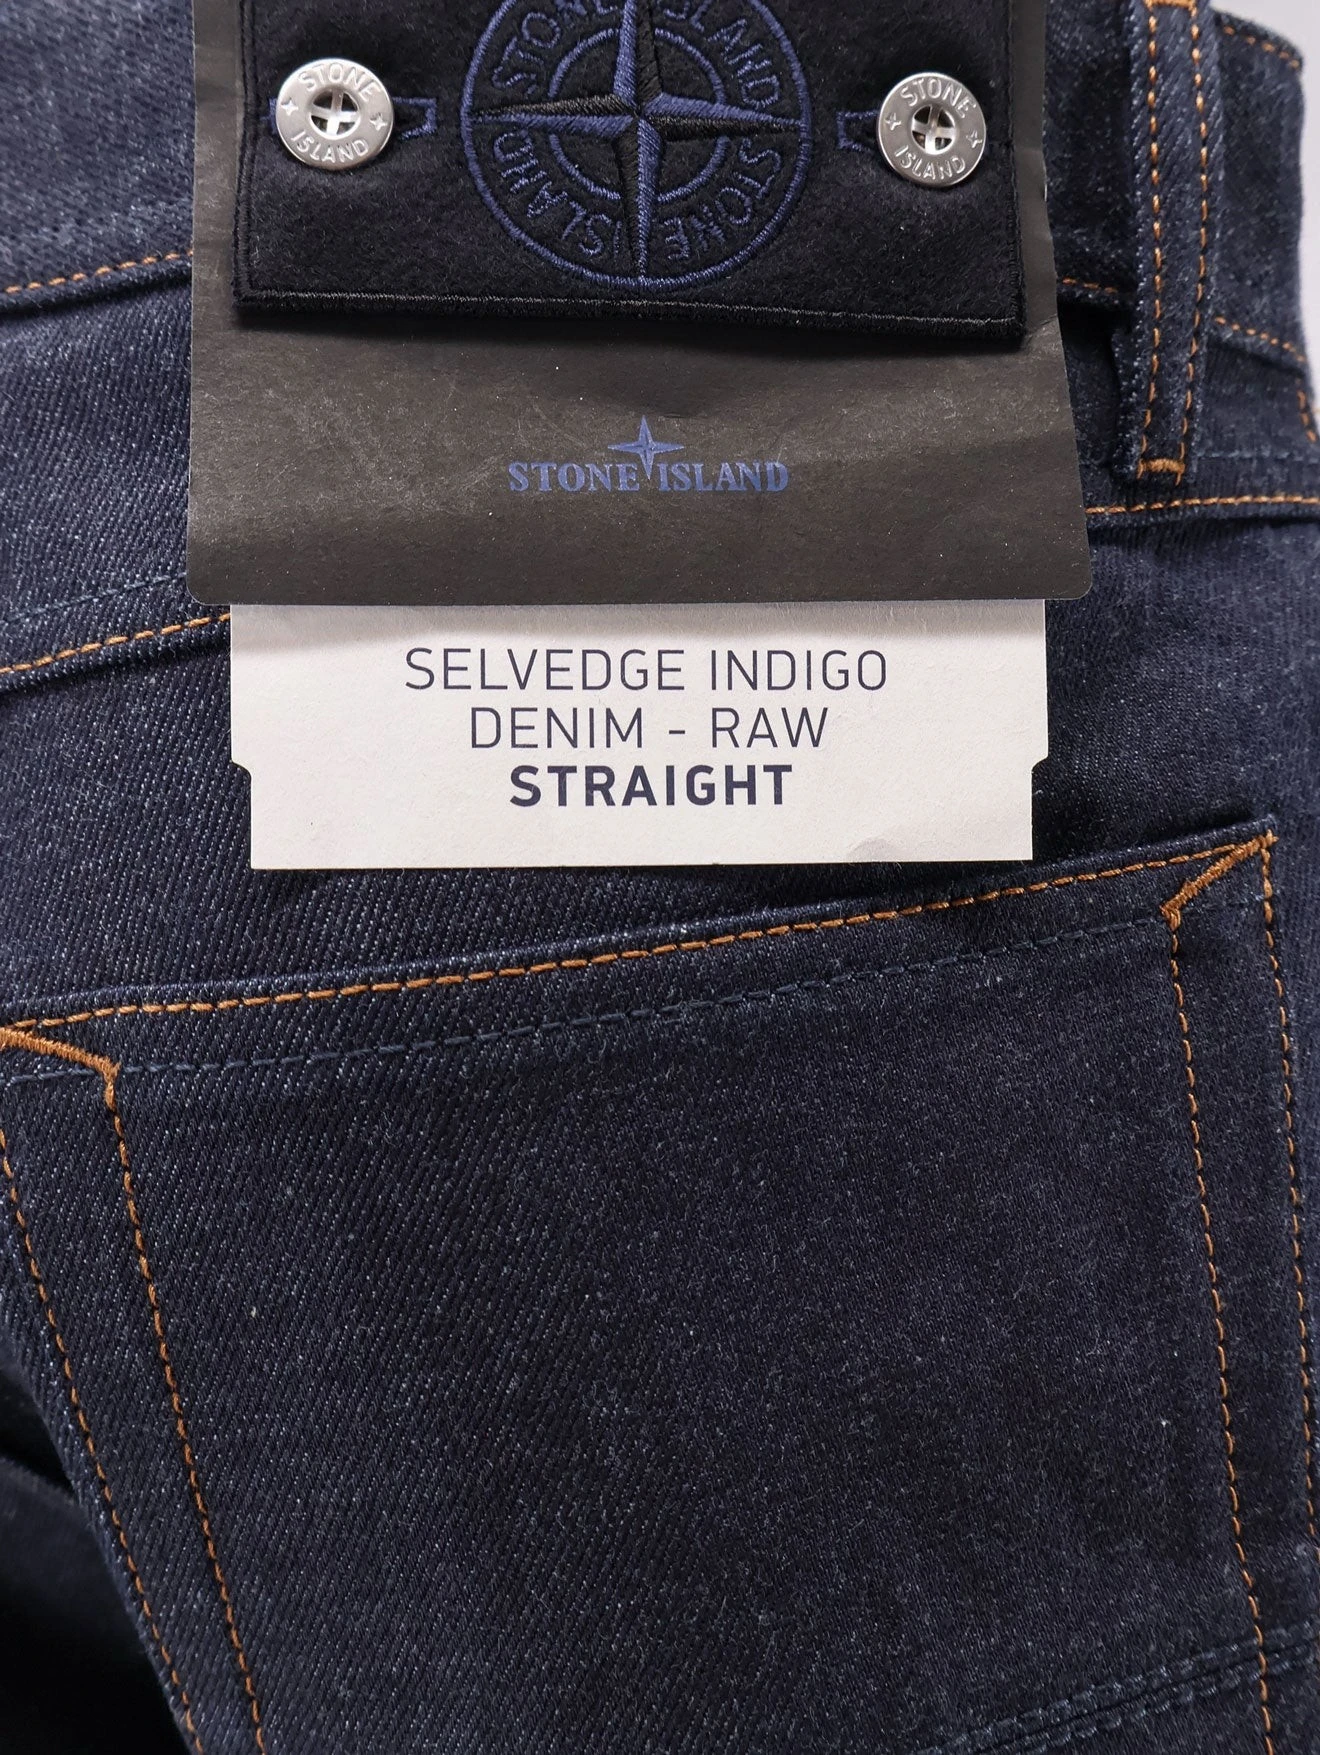 STONE ISLAND
STONE ISLAND
STONE ISLAND
STONE ISLAND
STONE ISLAND
SELVEDGE INDIGO
DENIM - RAW
STRAIGHT